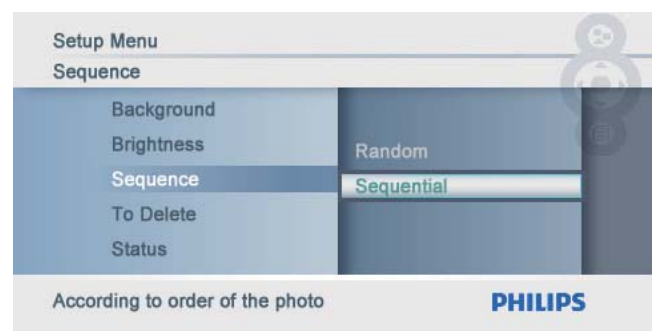 Setup Menu
Sequence
Background
Brightness
Sequence
To Delete
Status
Random
Sequential
According to order of the photo
PHILIPS